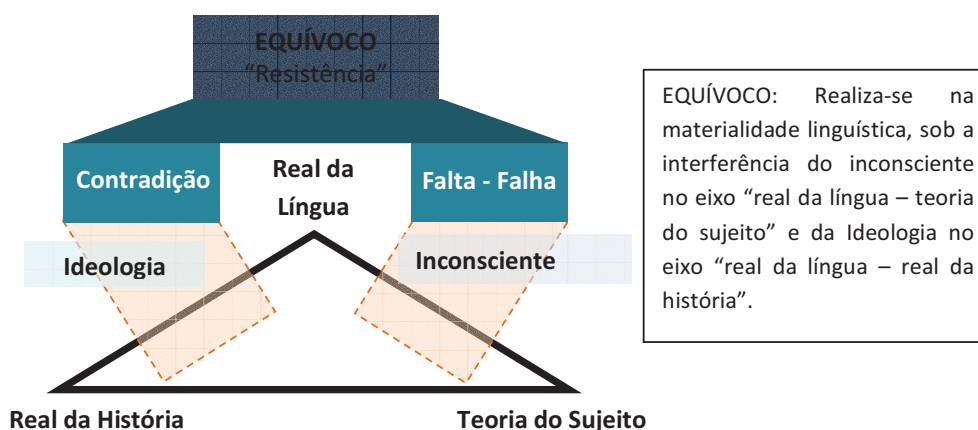 EQUÍVOCO
“Resistência”
Contradição
Real da
Língua
Falta - Falha
Ideologia
Inconsciente
Real da História
Teoria do Sujeito
EQUÍVOCO: Realiza-se na
materialidade linguística, sob a
interferência do inconsciente
no eixo “real da língua – teoria
do sujeito” e da Ideologia no
eixo “real da língua – real da
história”.